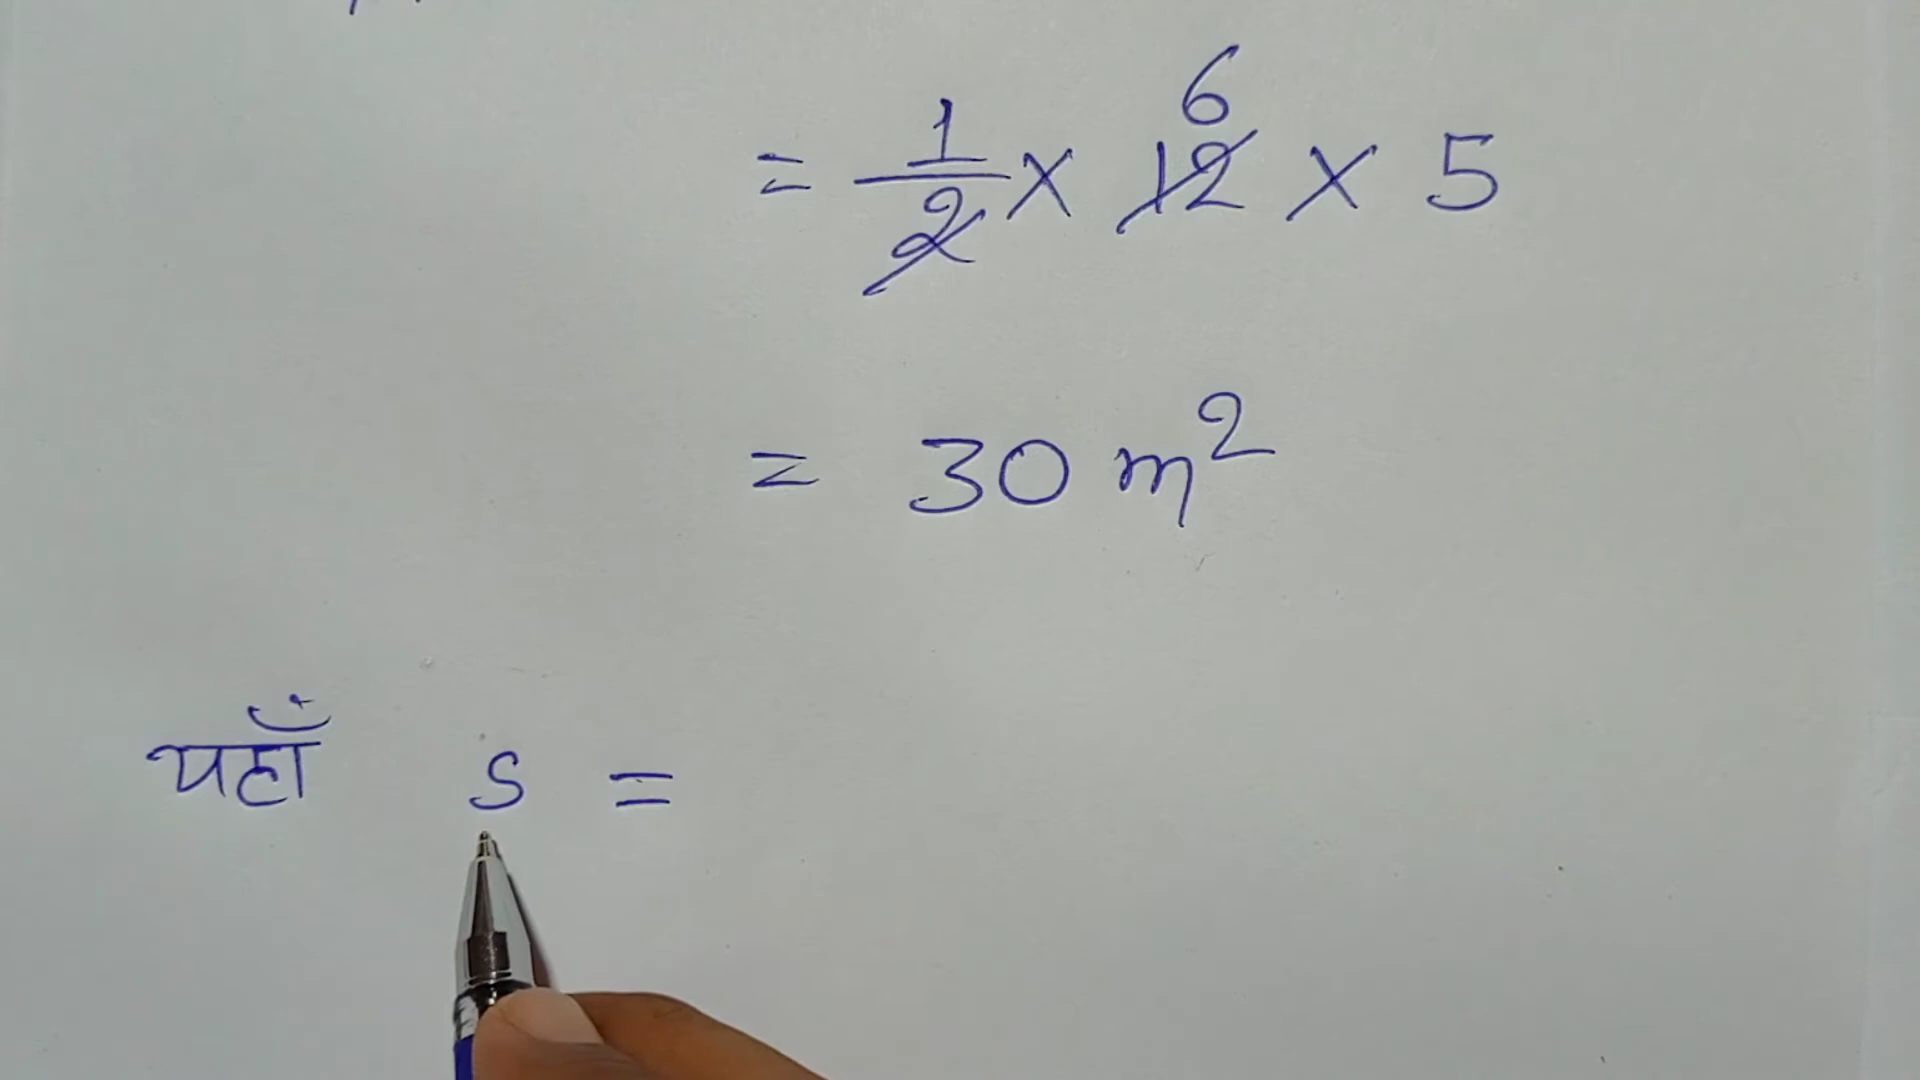 = 1/2 × 12 × 5
6
= 30 m²
यहाँ s =